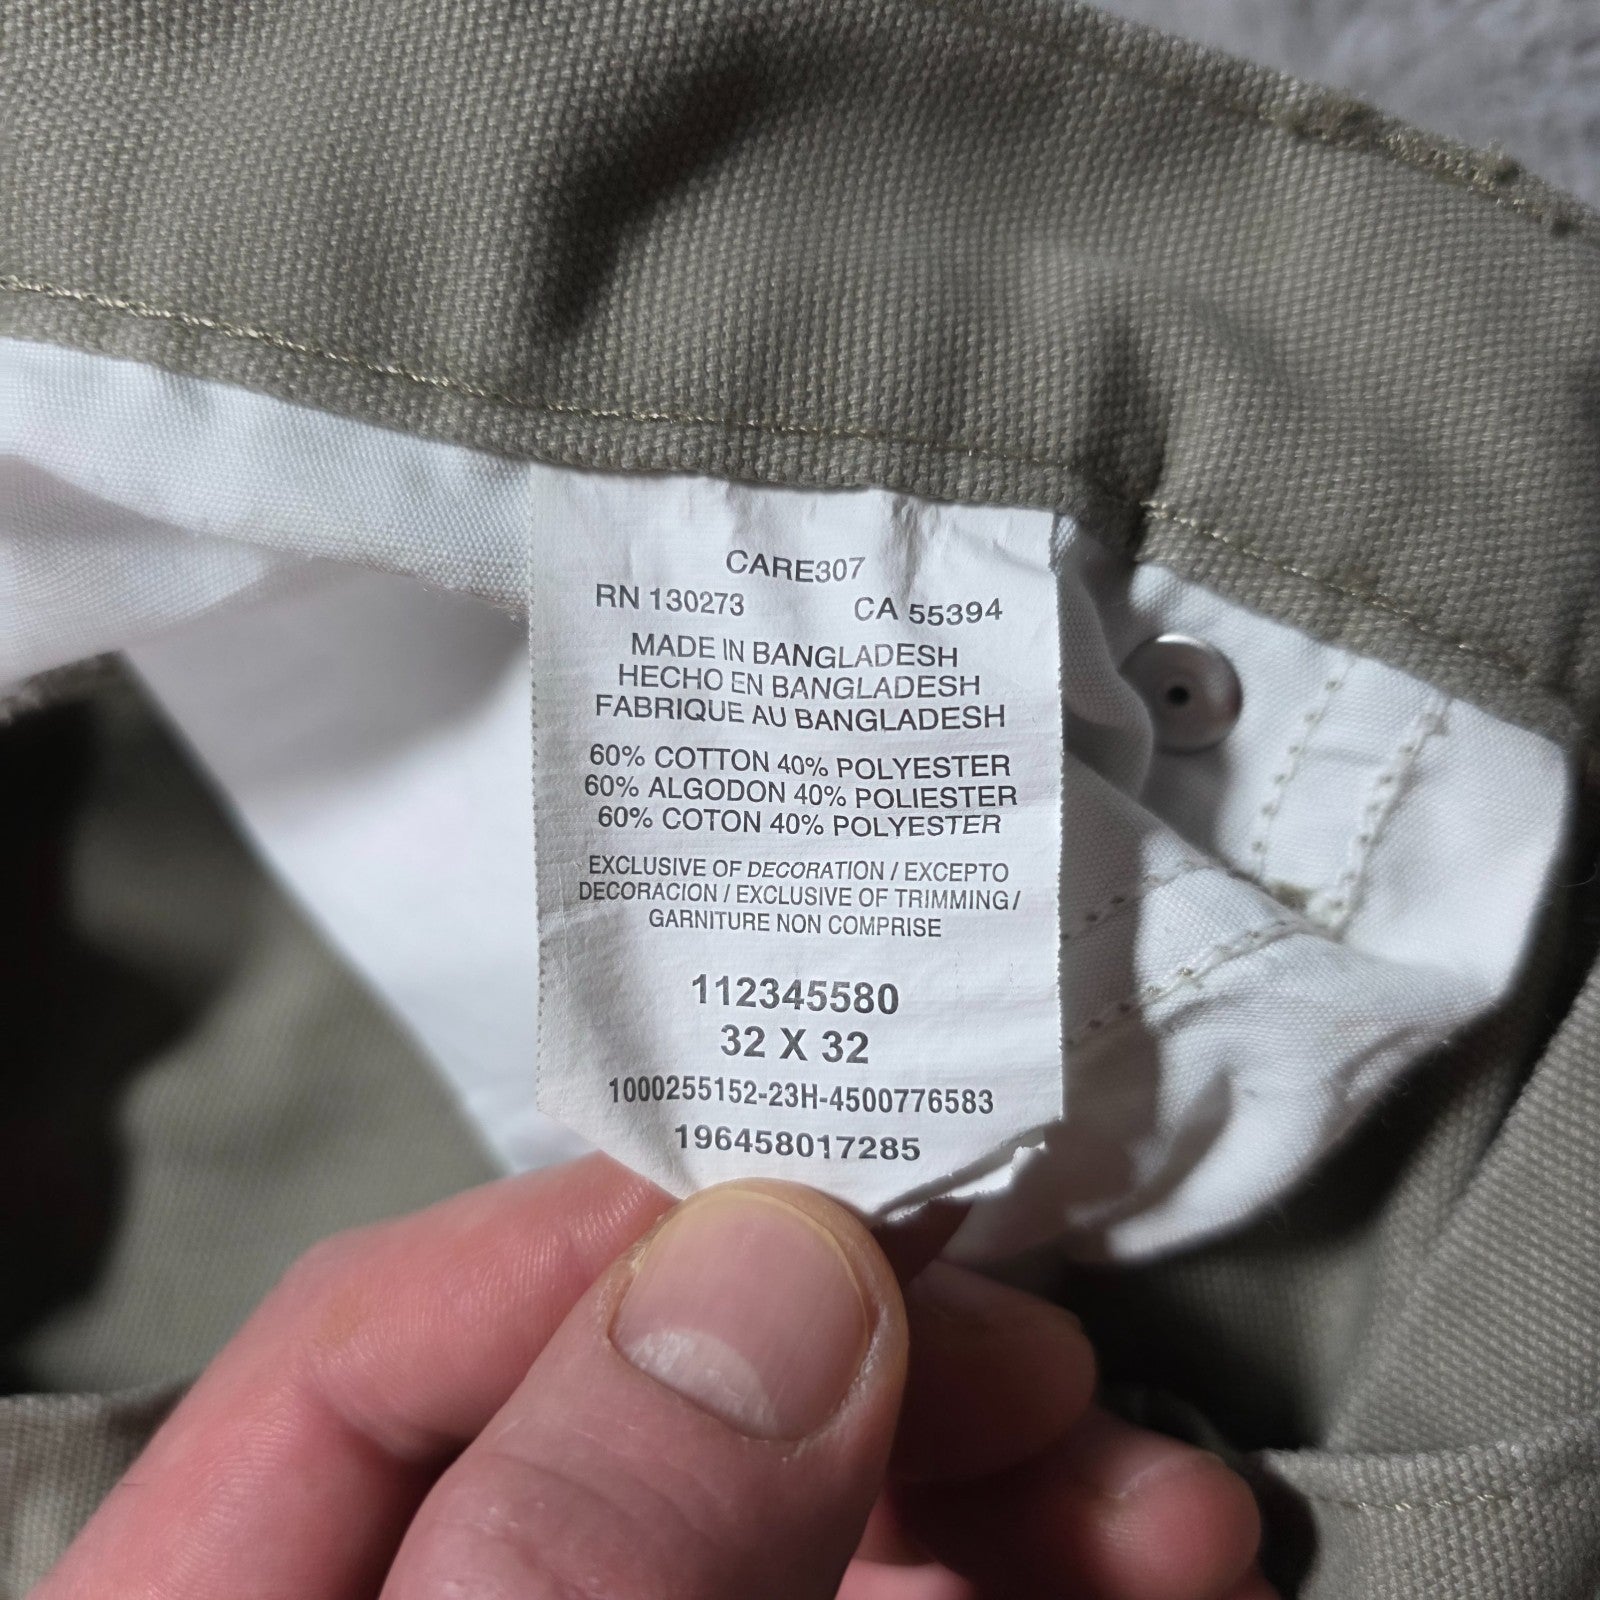 CARE307
RN 130273 CA 55394
MADE IN BANGLADESH
HECHO EN BANGLADESH
FABRIQUE AU BANGLADESH
60% COTTON 40% POLYESTER
60% ALGODON 40% POLIESTER
60% COTON 40% POLYESTER
EXCLUSIVE OF DECORATION / EXCEPTO
DECORACION / EXCLUSIVE OF TRIMMING /
GARNITURE NON COMPRISE
112345580
32 X 32
1000255152-23H-4500776583
196458017285